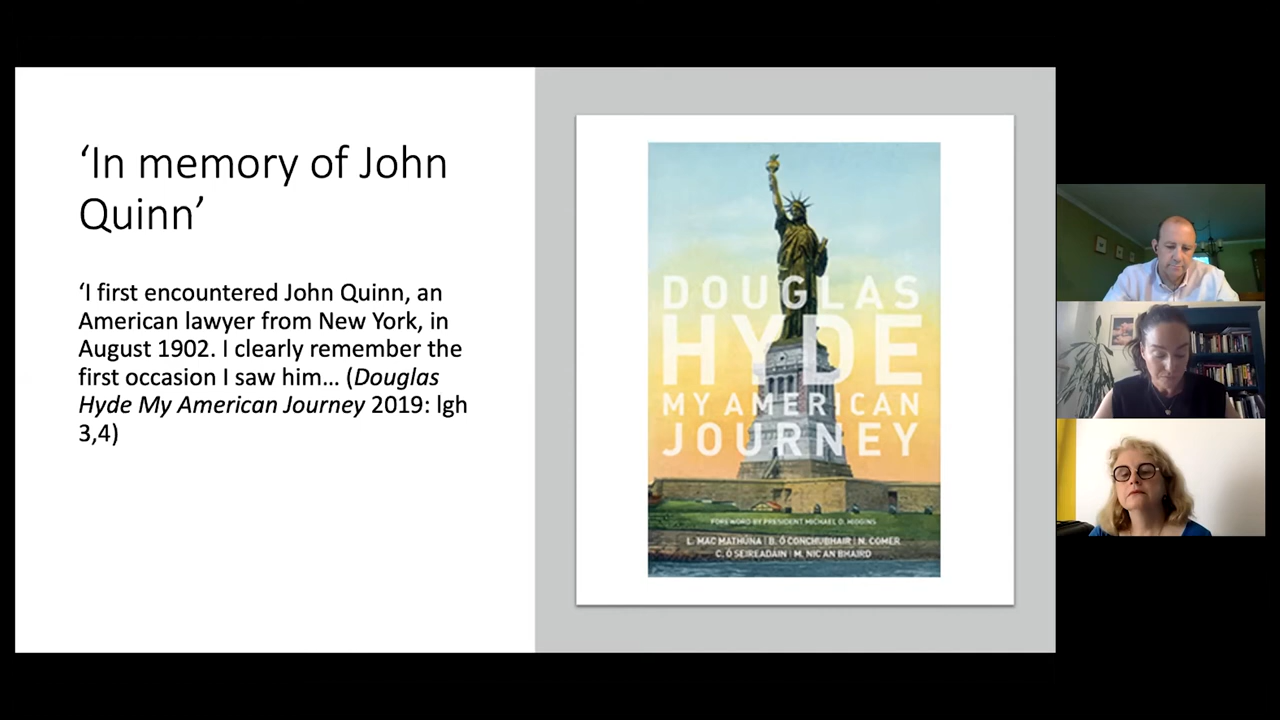 ‘In memory of John
Quinn’
‘I first encountered John Quinn, an
American lawyer from New York, in
August 1902. I clearly remember the
first occasion I saw him… (Douglas
Hyde My American Journey 2019: lgh
3,4)
DOUGLAS
HYDE
MY AMERICAN
JOURNEY
FOREWORD BY PRESIDENT MICHAEL D. HIGGINS
L. MAC MATHÚNA | B. Ó CONCHUBHAIR | N. COMER
C. Ó SEIREADÁIN | M. NIC AN BHAIRD